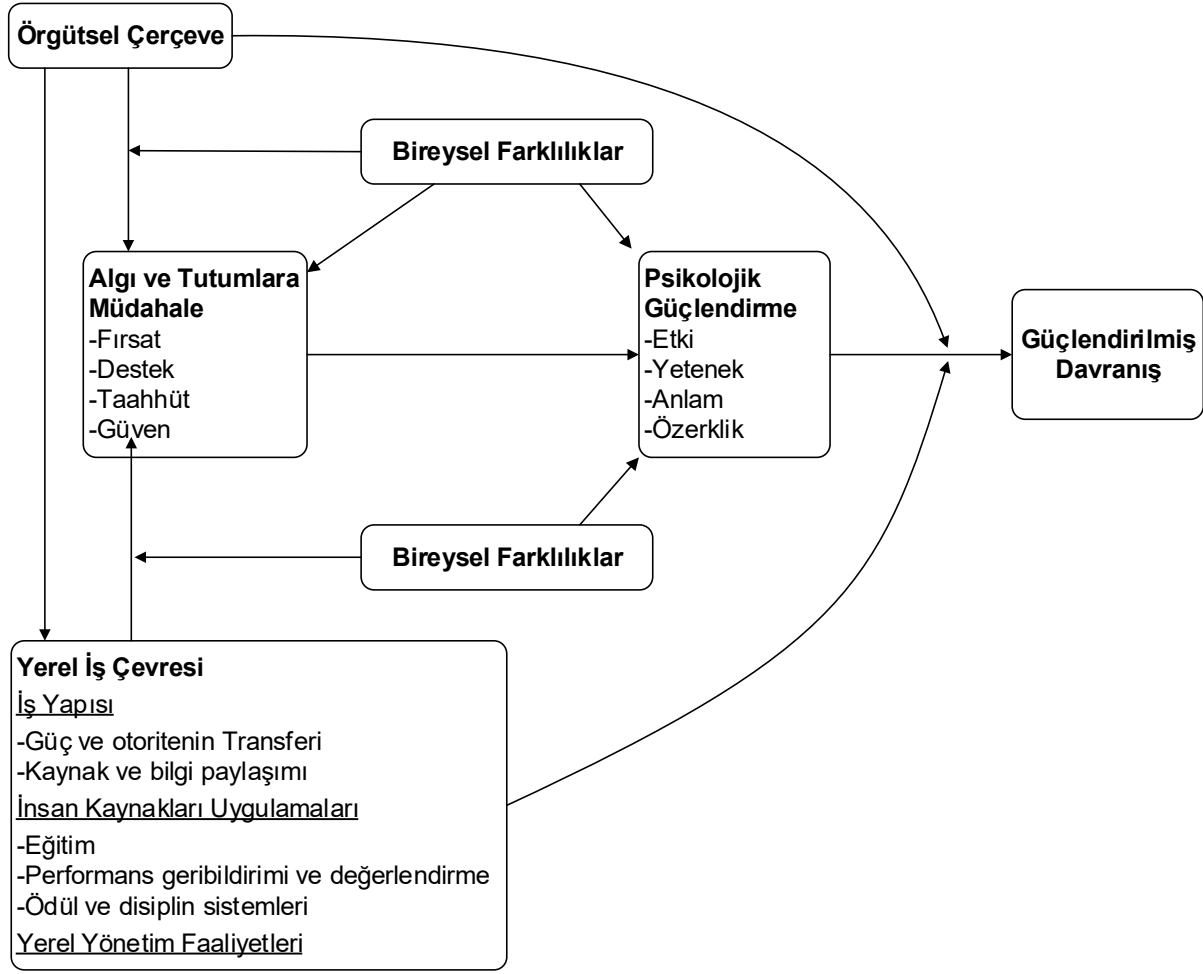 Örgütsel Çerçeve
Bireysel Farklılıklar
Algı ve Tutumlara
Müdahale
-Fırsat
-Destek
-Taahhüt
-Güven
Psikolojik
Güçlendirme
-Etki
-Yetenek
-Anlam
-Özerklik
Güçlendirilmiş
Davranış
Bireysel Farklılıklar
Yerel İş Çevresi
İş Yapısı
-Güç ve otoritenin Transferi
-Kaynak ve bilgi paylaşımı
İnsan Kaynakları Uygulamaları
-Eğitim
-Performans geribildirimi ve değerlendirme
-Ödül ve disiplin sistemleri
Yerel Yönetim Faaliyetleri